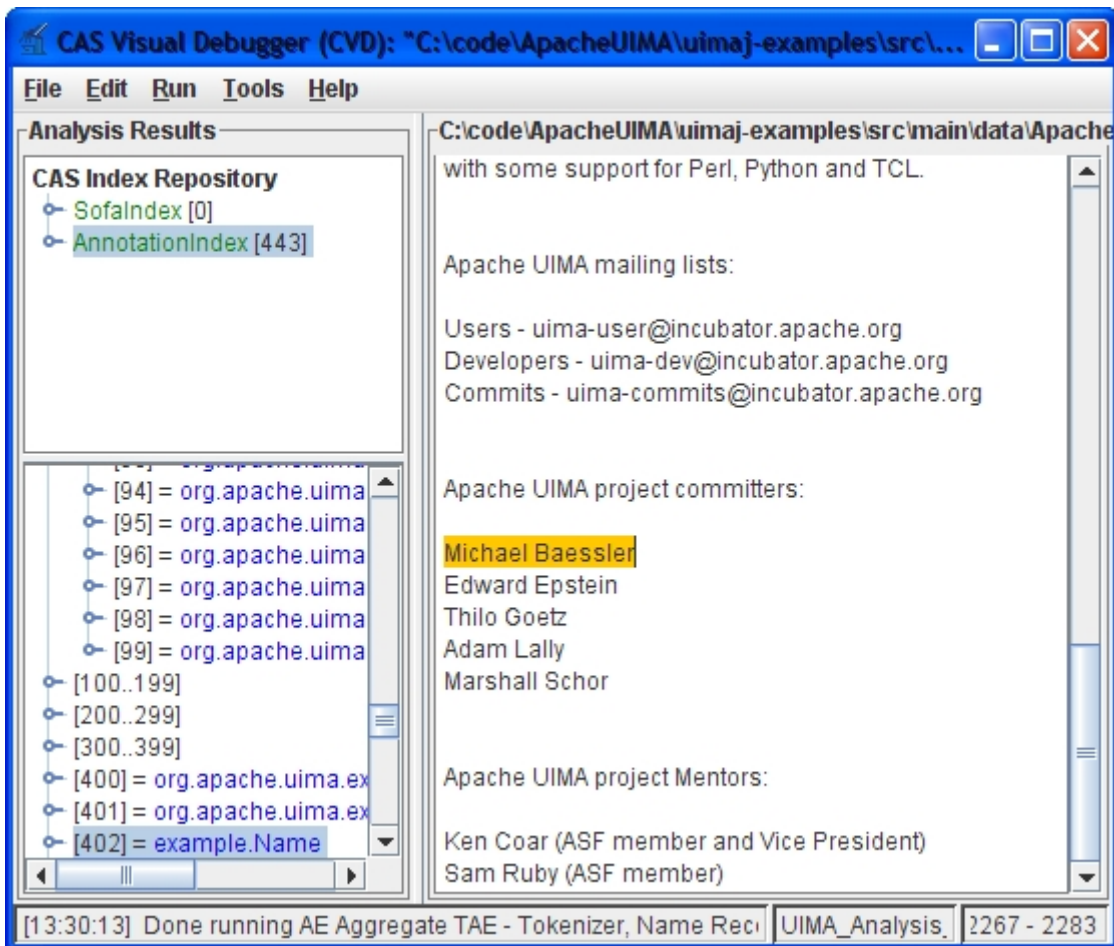 CAS Visual Debugger (CVD): "C:\code\ApacheUIMA\uimaj-examples\src\...
File Edit Run Tools Help
Analysis Results
CAS Index Repository
SofaIndex [0]
AnnotationIndex [443]
[94] = org.apache.uima
[95] = org.apache.uima
[96] = org.apache.uima
[97] = org.apache.uima
[98] = org.apache.uima
[99] = org.apache.uima
[100..199]
[200..299]
[300..399]
[400] = org.apache.uima.ex
[401] = org.apache.uima.ex
[402] = example.Name
C:\code\ApacheUIMA\uimaj-examples\src\main\data\Apache
with some support for Perl, Python and TCL.
Apache UIMA mailing lists:
Users - uima-user@incubator.apache.org
Developers - uima-dev@incubator.apache.org
Commits - uima-commits@incubator.apache.org
Apache UIMA project committers:
Michael Baessler
Edward Epstein
Thilo Goetz
Adam Lally
Marshall Schor
Apache UIMA project Mentors:
Ken Coar (ASF member and Vice President)
Sam Ruby (ASF member)
[13:30:13] Done running AE Aggregate TAE - Tokenizer, Name Rec
UIMA_Analysis_
2267 - 2283